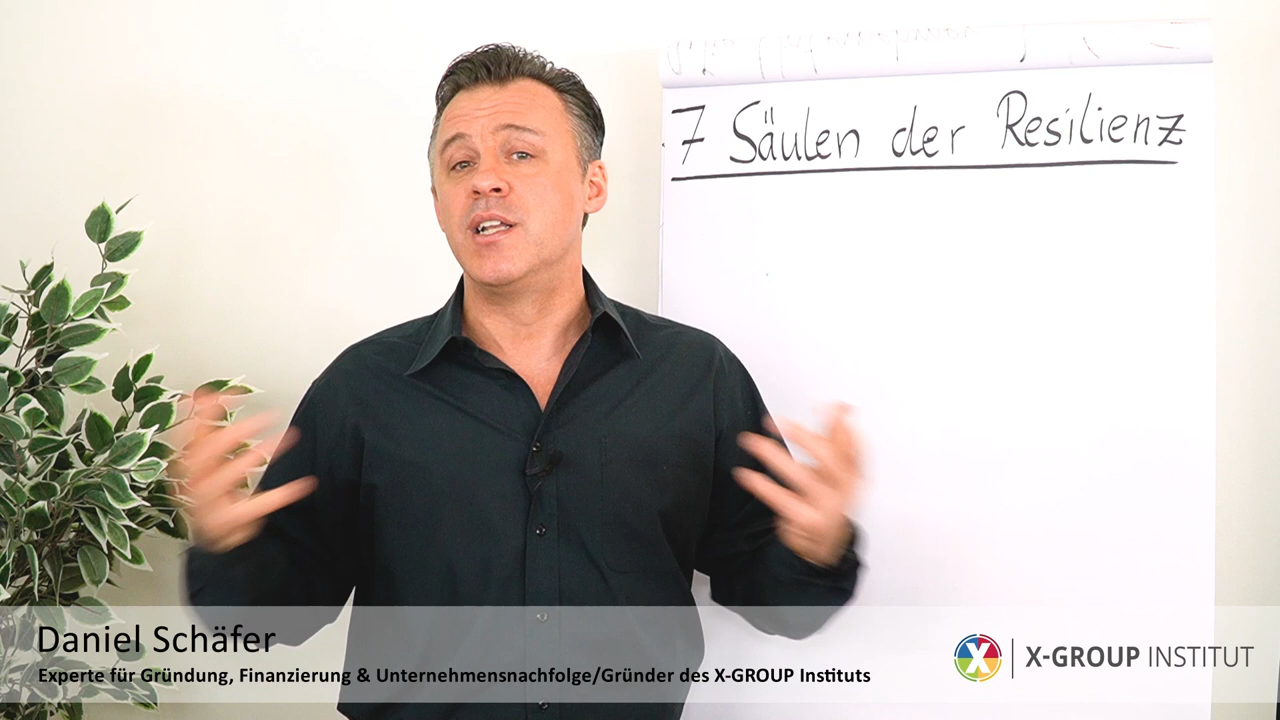 7 Säulen der Resilienz
Daniel Schäfer
Experte für Gründung, Finanzierung & Unternehmensnachfolge/Gründer des X-GROUP Instituts
X-GROUP INSTITUT